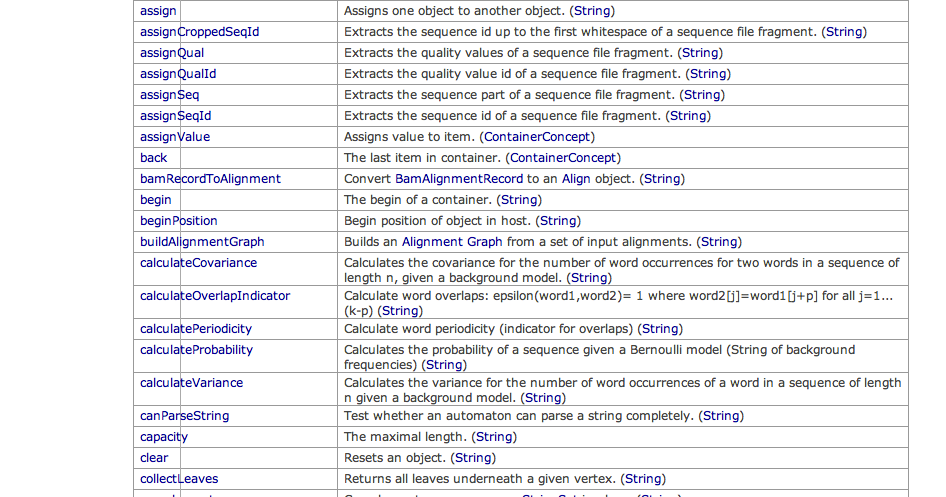 assign Assigns one object to another object. (String)
assignCroppedSeqId Extracts the sequence id up to the first whitespace of a sequence file fragment. (String)
assignQual Extracts the quality values of a sequence file fragment. (String)
assignQualId Extracts the quality value id of a sequence file fragment. (String)
assignSeq Extracts the sequence part of a sequence file fragment. (String)
assignSeqId Extracts the sequence id of a sequence file fragment. (String)
assignValue Assigns value to item. (ContainerConcept)
back The last item in container. (ContainerConcept)
bamRecordToAlignment Convert BamAlignmentRecord to an Align object. (String)
begin The begin of a container. (String)
beginPosition Begin position of object in host. (String)
buildAlignmentGraph Builds an Alignment Graph from a set of input alignments. (String)
calculateCovariance Calculates the covariance for the number of word occurrences for two words in a sequence of
length n, given a background model. (String)
calculateOverlapIndicator Calculate word overlaps: epsilon(word1,word2)= 1 where word2[j]=word1[j+p] for all j=1...
(k-p) (String)
calculatePeriodicity Calculate word periodicity (indicator for overlaps) (String)
calculateProbability Calculates the probability of a sequence given a Bernoulli model (String of background
frequencies) (String)
calculateVariance Calculates the variance for the number of word occurrences of a word in a sequence of length
n given a background model. (String)
canParseString Test whether an automaton can parse a string completely. (String)
capacity The maximal length. (String)
clear Resets an object. (String)
collectLeaves Returns all leaves underneath a given vertex. (String)